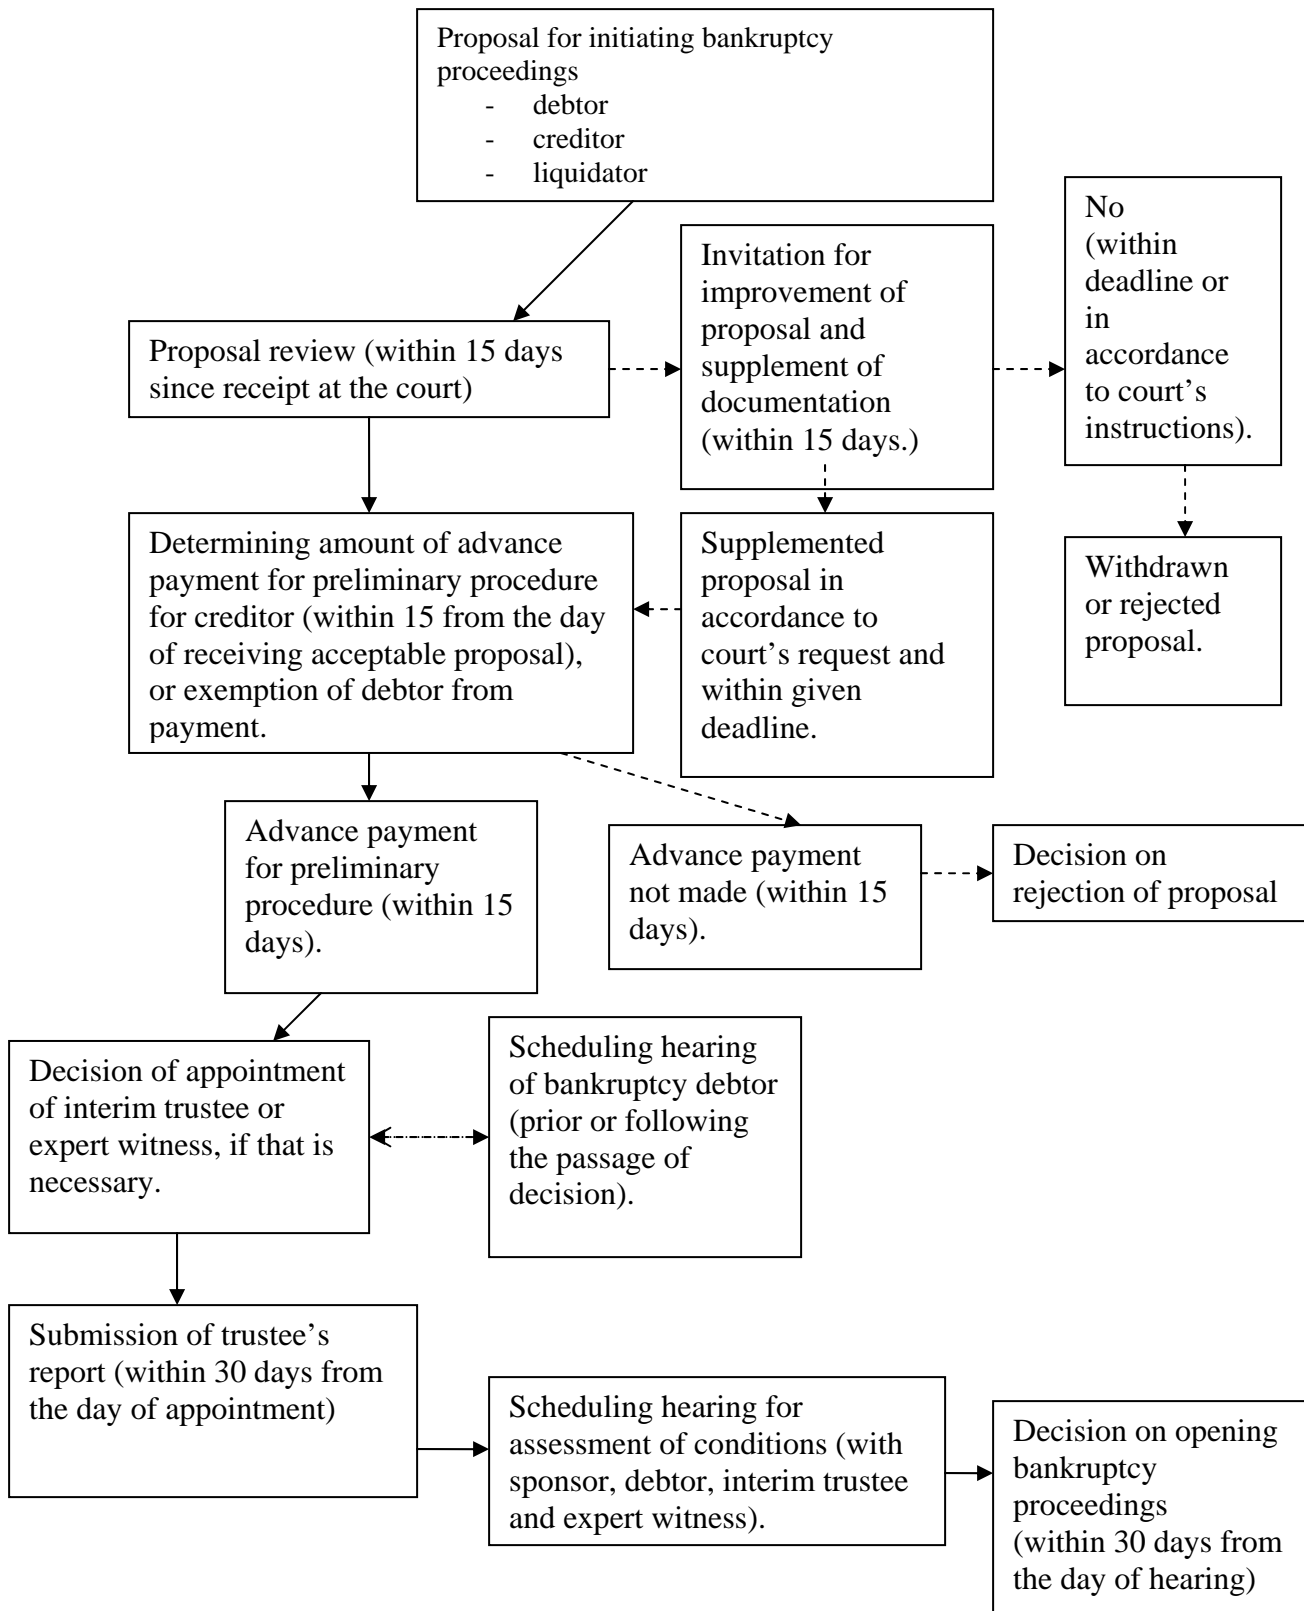 Proposal for initiating bankruptcy
proceedings
- debtor
- creditor
- liquidator
No
(within
deadline or
in
accordance
to court’s
instructions).
Invitation for
improvement of
proposal and
supplement of
documentation
(within 15 days.)
Proposal review (within 15 days
since receipt at the court)
Determining amount of advance
payment for preliminary procedure
for creditor (within 15 from the day
of receiving acceptable proposal),
or exemption of debtor from
payment.
Supplemented
proposal in
accordance to
court’s request and
within given
deadline.
Withdrawn
or rejected
proposal.
Advance payment
for preliminary
procedure (within 15
days).
Advance payment
not made (within 15
days).
Decision on
rejection of proposal
Decision of appointment
of interim trustee or
expert witness, if that is
necessary.
Scheduling hearing
of bankruptcy debtor
(prior or following
the passage of
decision).
Submission of trustee’s
report (within 30 days from
the day of appointment)
Scheduling hearing for
assessment of conditions (with
sponsor, debtor, interim trustee
and expert witness).
Decision on opening
bankruptcy
proceedings
(within 30 days from
the day of hearing)